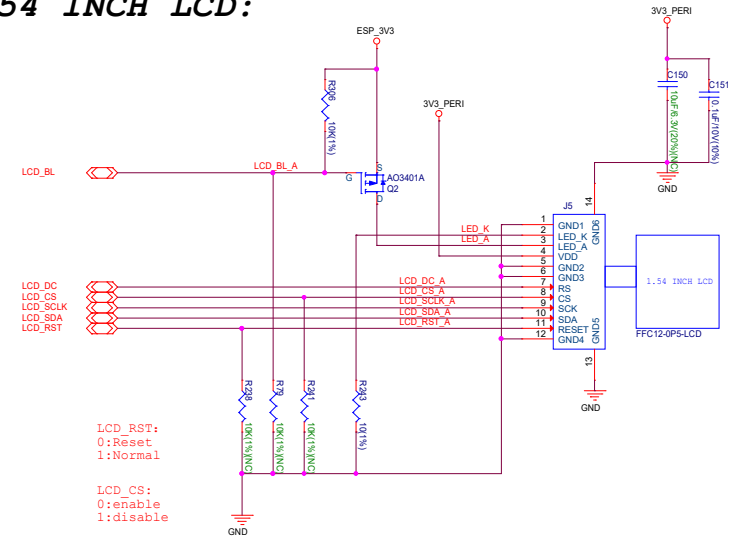 54 INCH LCD:
3V3_PERI
ESP_3V3
C150
10uF/6.3V(20%)(NC)
C151
0.1uF/10V(10%)
GND
R306
10K(1%)
3V3_PERI
LCD_BL
LCD_BL_A
G
S
D
AO3401A
Q2
J5
14
GND6
LED_K
LED_A
1 GND1
2 LED_K
3 LED_A
4 VDD
5 GND2
6 GND3
7 RS
8 CS
9 SCK
10 SDA
11 RESET
12 GND4
GND5
13
GND
1.54 INCH LCD
FFC12-0P5-LCD
LCD_DC
LCD_CS
LCD_SCLK
LCD_SDA
LCD_RST
LCD_DC_A
LCD_CS_A
LCD_SCLK_A
LCD_SDA_A
LCD_RST_A
R238
10K(1%)(NC)
R79
10K(1%)(NC)
R241
10K(1%)(NC)
R243
10(1%)
LCD_RST:
0:Reset
1:Normal
LCD_CS:
0:enable
1:disable
GND